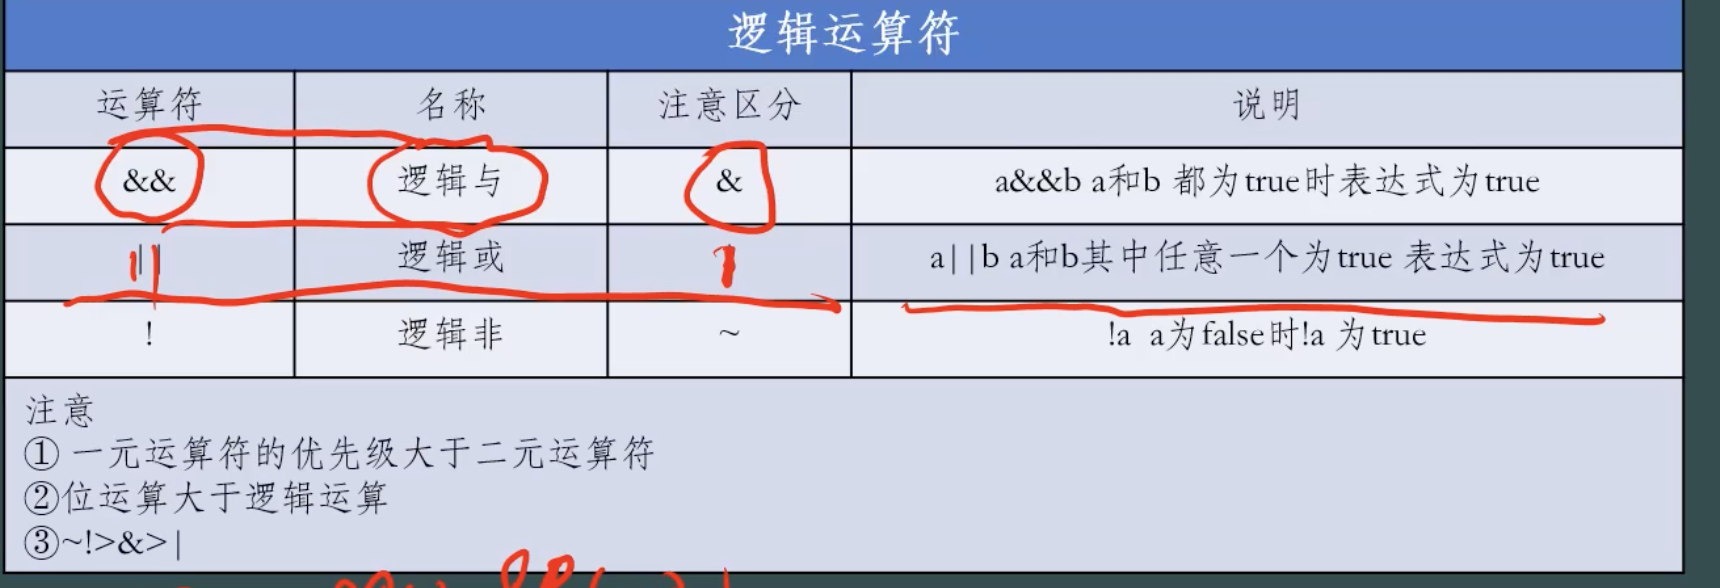 逻辑运算符
运算符 名称 注意区分 说明
&& 逻辑与 & a&&b a和b 都为true时表达式为true
|| 逻辑或 | a||b a和b其中任意一个为true 表达式为true
! 逻辑非 ~ !a a为false时!a 为true
注意
① 一元运算符的优先级大于二元运算符
②位运算大于逻辑运算
③~!>&>|